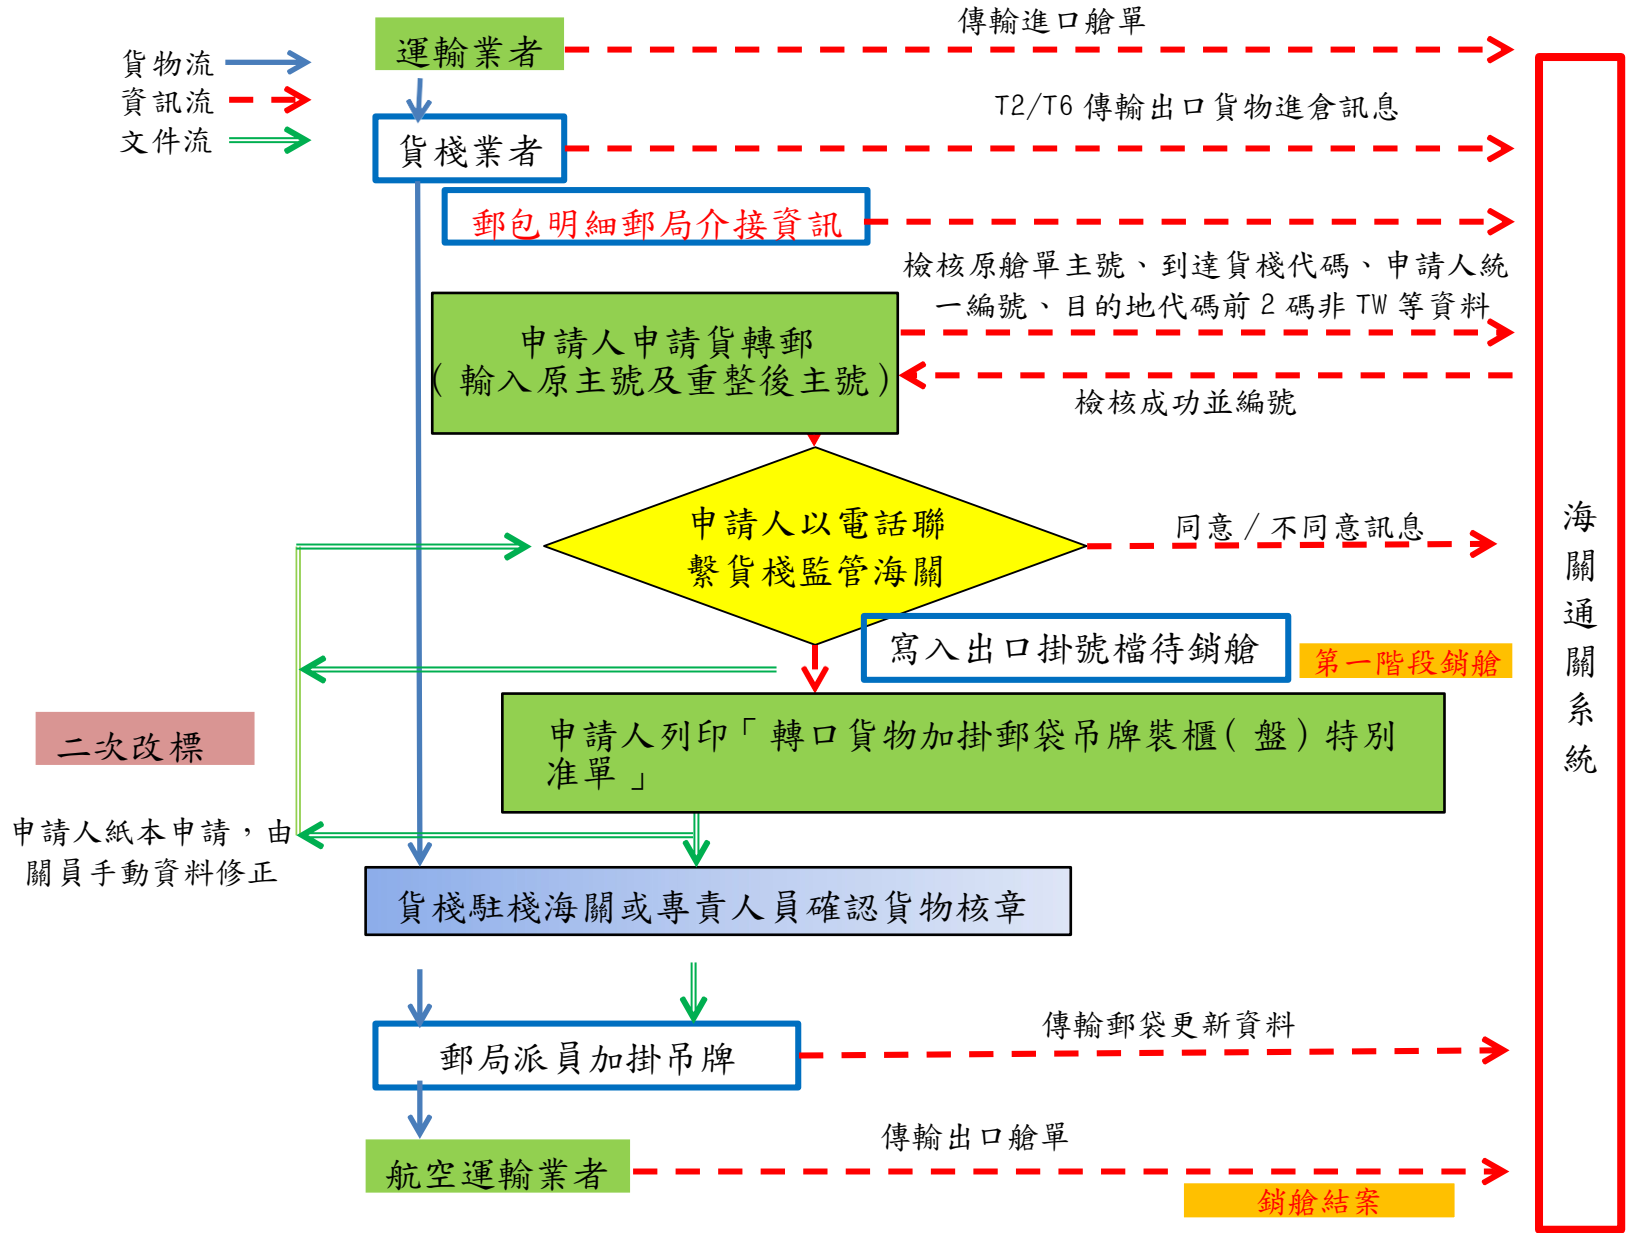 傳輸進口艙單
運輸業者
貨物流
資訊流
文件流
T2/T6 傳輸出口貨物進倉訊息
貨棧業者
郵包明細郵局介接資訊
檢核原艙單主號、到達貨棧代碼、申請人統
一編號、目的地代碼前 2 碼非 TW 等資料
申請人申請貨轉郵
(輸入原主號及重整後主號)
檢核成功並編號
申請人以電話聯
繫貨棧監管海關
同意/不同意訊息
海
關
通
關
系
統
寫入出口掛號檔待銷艙
第一階段銷艙
二次改標
申請人列印「轉口貨物加掛郵袋吊牌裝櫃(盤)特別
准單」
申請人紙本申請,由
關員手動資料修正
貨棧駐棧海關或專責人員確認貨物核章
傳輸郵袋更新資料
郵局派員加掛吊牌
傳輸出口艙單
航空運輸業者
銷艙結案